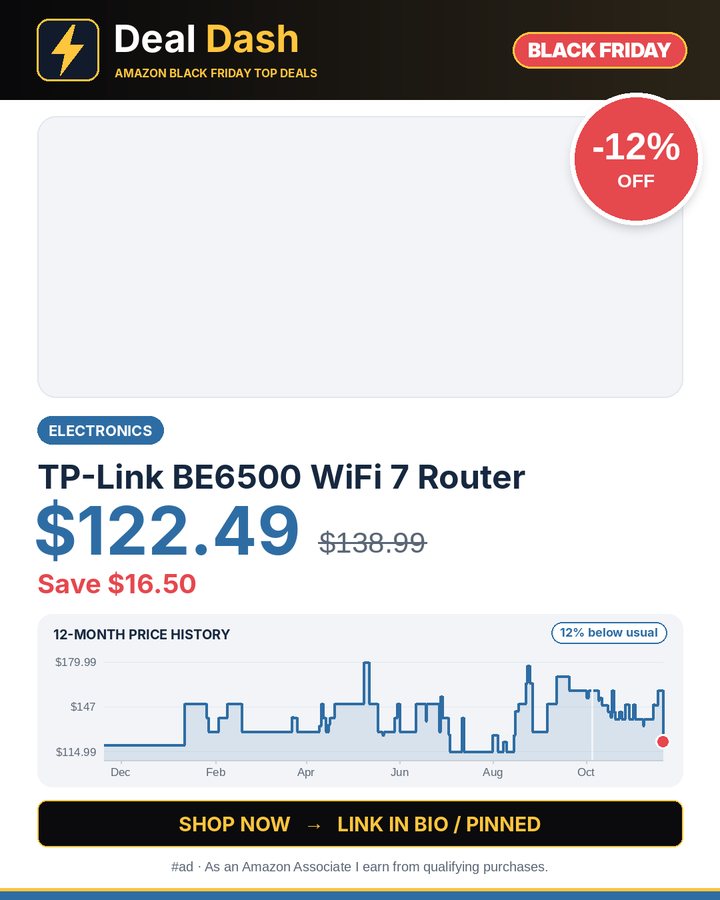 Deal Dash
AMAZON BLACK FRIDAY TOP DEALS
BLACK FRIDAY
-12%
OFF
ELECTRONICS
TP-Link BE6500 WiFi 7 Router
$122.49 $138.99
Save $16.50
12-MONTH PRICE HISTORY
12% below usual
$179.99
$147
$114.99
Dec Feb Apr Jun Aug Oct
SHOP NOW → LINK IN BIO / PINNED
#ad · As an Amazon Associate I earn from qualifying purchases.